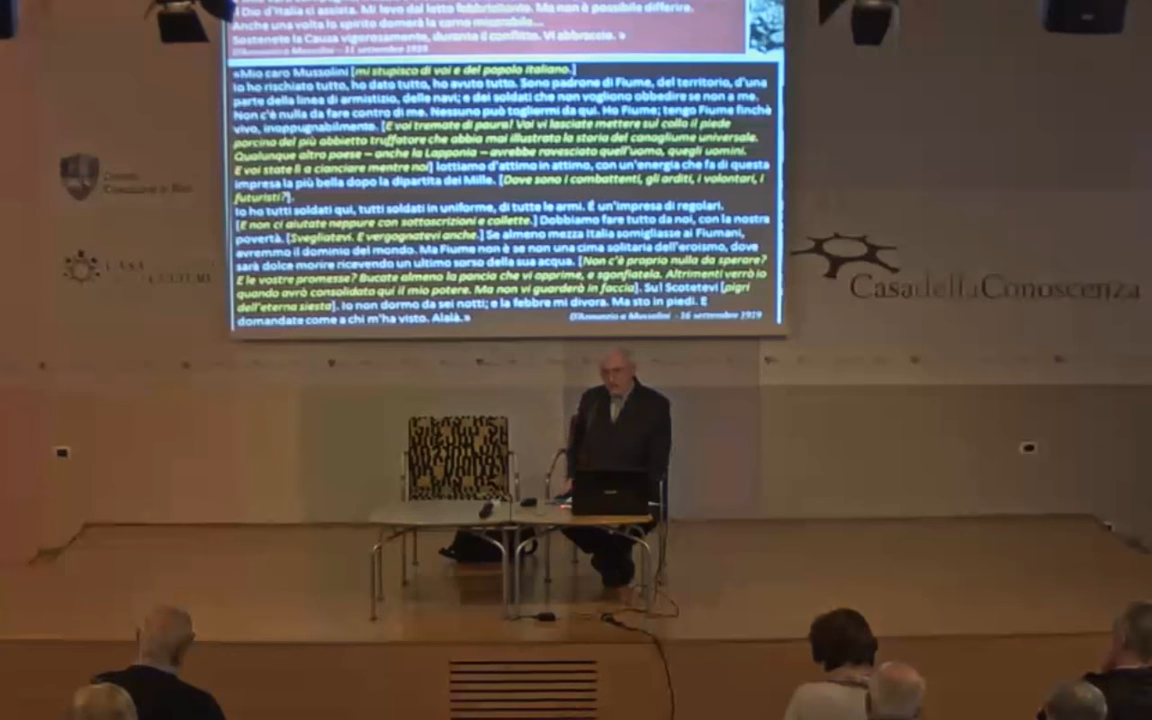 il Dio d'Italia ci assista. Mi levo dal letto febbricitante. Ma non è possibile differire.
Anche una volta lo spirito domerà la carne miserabile...
Sostenete la Causa vigorosamente, durante il conflitto. Vi abbraccio. »
D'Annunzio a Mussolini - 11 settembre 1919
«Mio caro Mussolini [mi stupisco di voi e del popolo italiano.]
Io ho rischiato tutto, ho dato tutto, ho avuto tutto. Sono padrone di Fiume, del territorio, d'una
parte della linea di armistizio, delle navi; e dei soldati che non vogliono obbedire se non a me.
Non c'è nulla da fare contro di me. Nessuno può togliermi da qui. Ho Fiume; tengo Fiume finchè
vivo, inoppugnabilmente. [E voi tremate di paura! Voi vi lasciate mettere sul collo il piede
porcino del più abbietto truffatore che abbia mai illustrato la storia del canagliume universale.
Qualunque altro paese – anche la Lapponia – avrebbe rovesciato quell'uomo, quegli uomini.
E voi state lì a cianciare mentre noi] lottiamo d'attimo in attimo, con un'energia che fa di questa
impresa la più bella dopo la dipartita dei Mille. [Dove sono i combattenti, gli arditi, i volontari, i
futuristi?].
Io ho tutti soldati qui, tutti soldati in uniforme, di tutte le armi. É un'impresa di regolari.
[E non ci aiutate neppure con sottoscrizioni e collette.] Dobbiamo fare tutto da noi, con la nostra
povertà. [Svegliatevi. E vergognatevi anche.] Se almeno mezza Italia somigliasse ai Fiumani,
avremmo il dominio del mondo. Ma Fiume non è se non una cima solitaria dell'eroismo, dove
sarà dolce morire ricevendo un ultimo sorso della sua acqua. [Non c'è proprio nulla da sperare?
E le vostre promesse? Bucate almeno la pancia che vi opprime, e sgonfiatela. Altrimenti verrò io
quando avrò consolidato qui il mio potere. Ma non vi guarderò in faccia]. Su! Scotetevi [pigri
dell'eterna siesta]. Io non dormo da sei notti; e la febbre mi divora. Ma sto in piedi. E
domandate come a chi m'ha visto. Alalà.»
D'Annunzio a Mussolini - 16 settembre 1919
CasadellaConoscenza